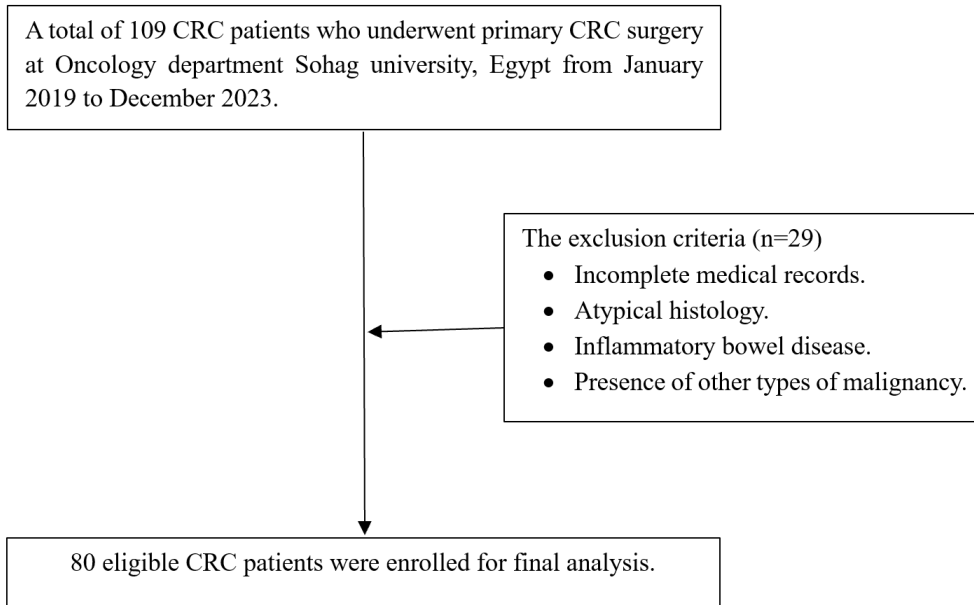 A total of 109 CRC patients who underwent primary CRC surgery
at Oncology department Sohag university, Egypt from January
2019 to December 2023.
The exclusion criteria (n=29)
• Incomplete medical records.
• Atypical histology.
• Inflammatory bowel disease.
• Presence of other types of malignancy.
80 eligible CRC patients were enrolled for final analysis.